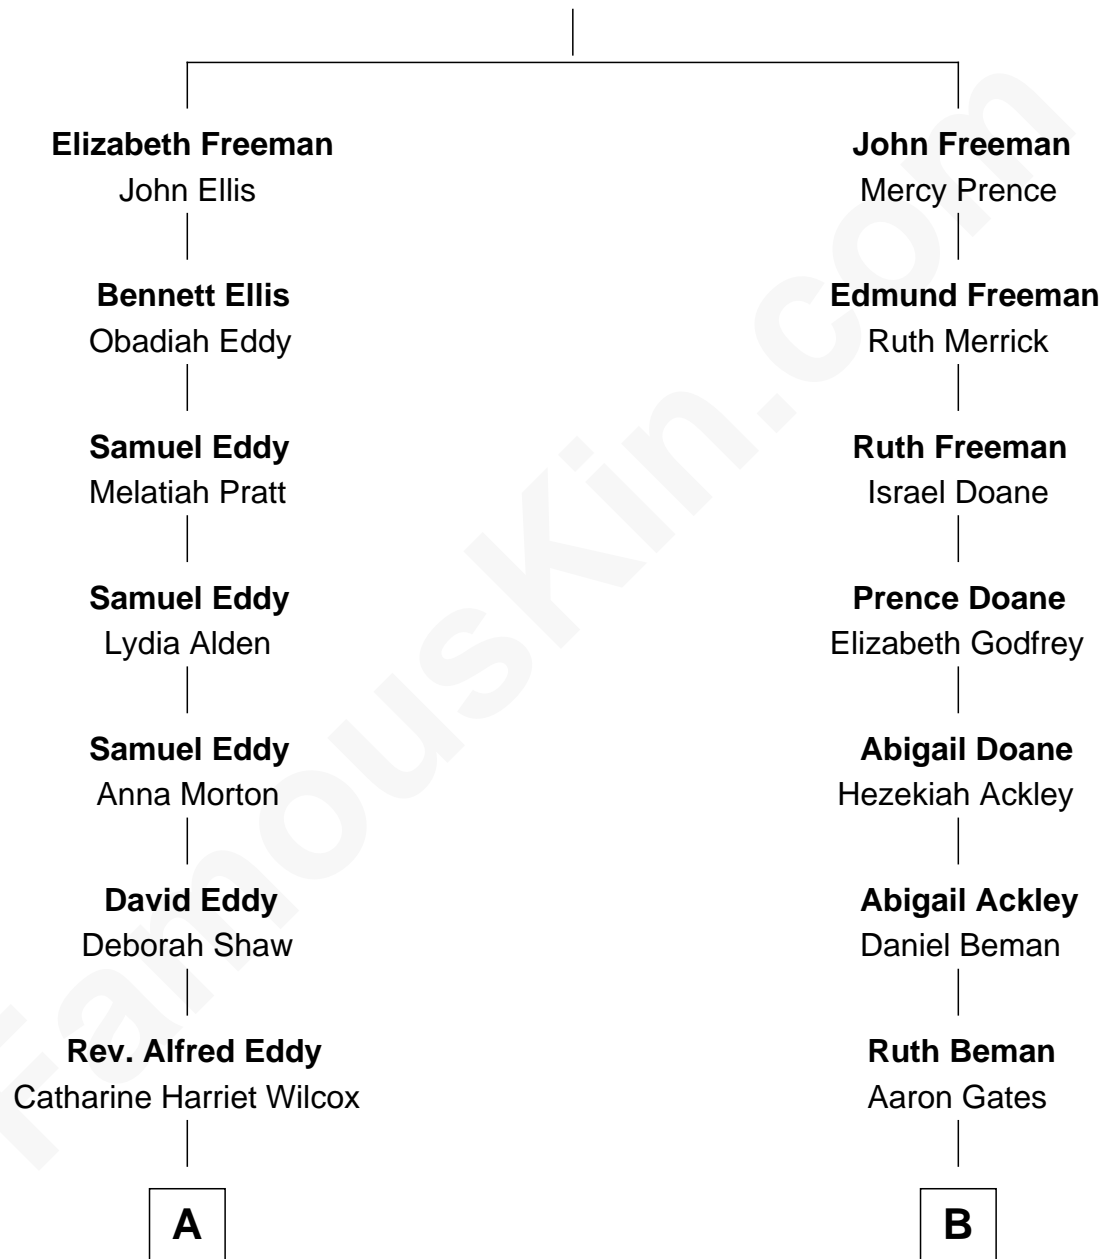 Elizabeth Freeman
John Ellis
Bennett Ellis
Obadiah Eddy
Samuel Eddy
Melatiah Pratt
Samuel Eddy
Lydia Alden
Samuel Eddy
Anna Morton
David Eddy
Deborah Shaw
Rev. Alfred Eddy
Catharine Harriet Wilcox
A
John Freeman
Mercy Prence
Edmund Freeman
Ruth Merrick
Ruth Freeman
Israel Doane
Prence Doane
Elizabeth Godfrey
Abigail Doane
Hezekiah Ackley
Abigail Ackley
Daniel Beman
Ruth Beman
Aaron Gates
B
FamousKin.com